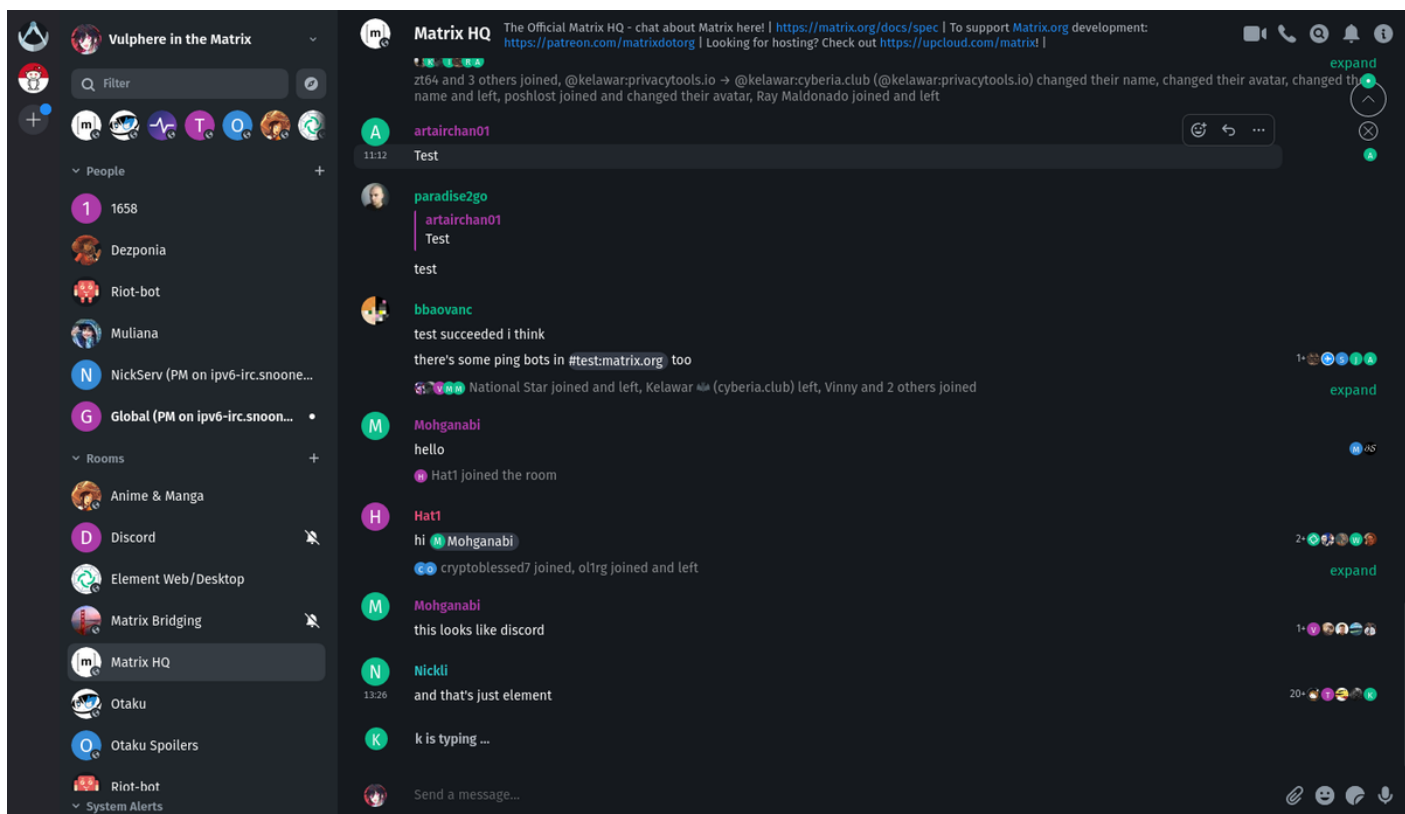 Vulphere in the Matrix
Filter
People
1658
Dezponia
Riot-bot
Muliana
NickServ (PM on ipv6-irc.snoone...
Global (PM on ipv6-irc.snoon...
Rooms
Anime & Manga
Discord
Element Web/Desktop
Matrix Bridging
Matrix HQ
Otaku
Otaku Spoilers
Riot-bot
System Alerts
Matrix HQ
The Official Matrix HQ - chat about Matrix here! | https://matrix.org/docs/spec | To support Matrix.org development:
https://patreon.com/matrixdotorg | Looking for hosting? Check out https://upcloud.com/matrix! |
expand
zt64 and 3 others joined, @kelawar:privacytools.io → @kelawar:cyberia.club (@kelawar:privacytools.io) changed their name, changed their avatar, changed
name and left, poshlost joined and changed their avatar, Ray Maldonado joined and left
A artairchan01
11:12 Test
paradise2go
artairchan01
Test
test
bbaovanc
test succeeded i think
there's some ping bots in #test:matrix.org too 1+
National Star joined and left, Kelawar (cyberia.club) left, Vinny and 2 others joined expand
M Mohganabi
hello
H Hat1 joined the room
H Hat1
hi M Mohganabi 2+
cryptoblessed7 joined, ol1rg joined and left expand
M Mohganabi
this looks like discord 1+
N Nickli
13:26 and that's just element 20+
K k is typing ...
Send a message...